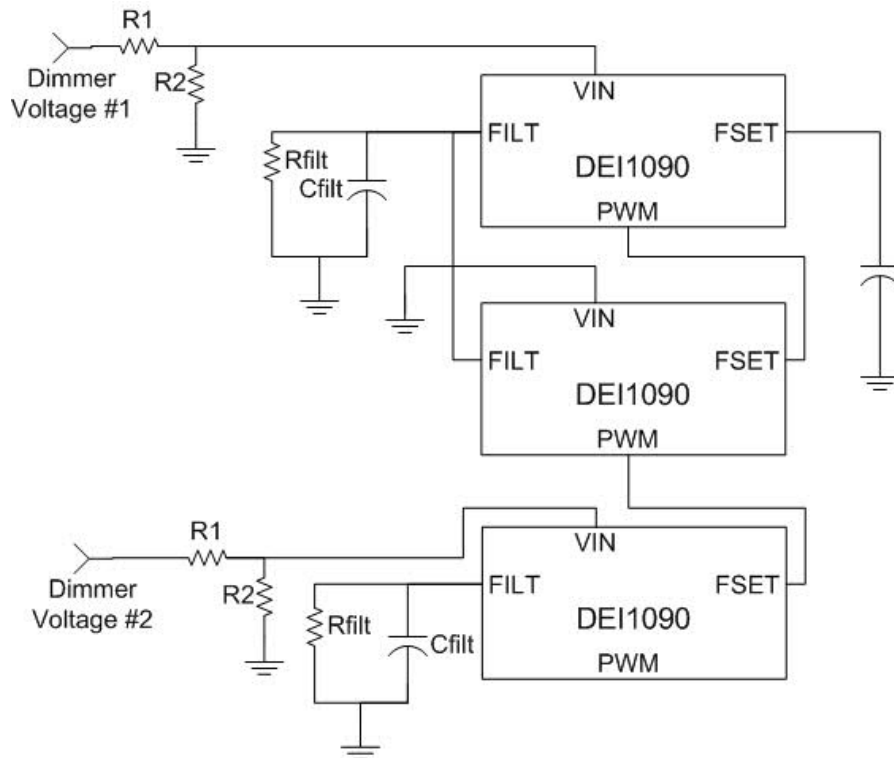 R1
R2
Dimmer
Voltage #1
VIN
FILT
FSET
DEI1090
PWM
Rfilt
Cfilt
VIN
FILT
FSET
DEI1090
PWM
R1
R2
Dimmer
Voltage #2
VIN
FILT
FSET
DEI1090
PWM
Rfilt
Cfilt